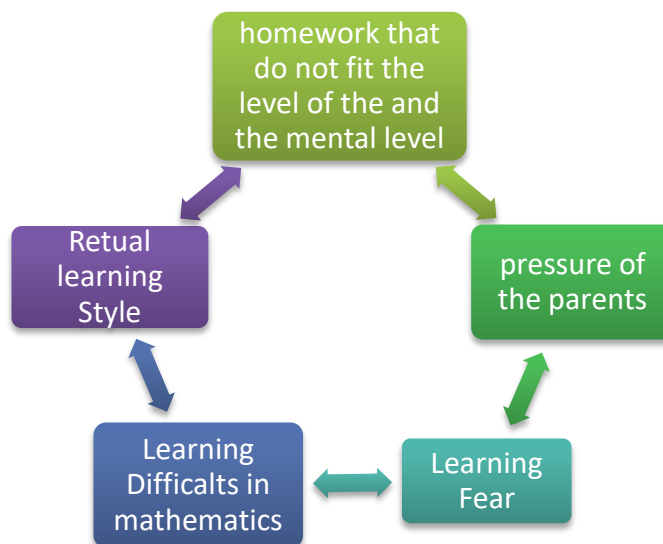 homework that
do not fit the
level of the and
the mental level
Retual
learning
Style
pressure of
the parents
Learning
Difficalts in
mathematics
Learning
Fear